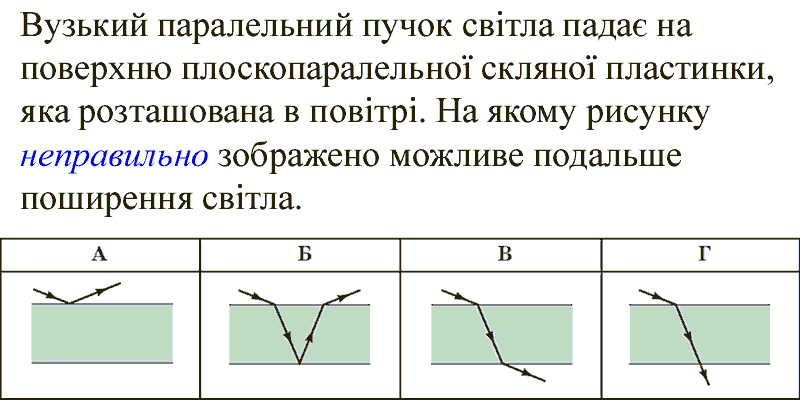 Вузький паралельний пучок світла падає на
поверхню плоскопаралельної скляної пластинки,
яка розташована в повітрі. На якому рисунку
неправильно зображено можливе подальше
поширення світла.
А Б В Г